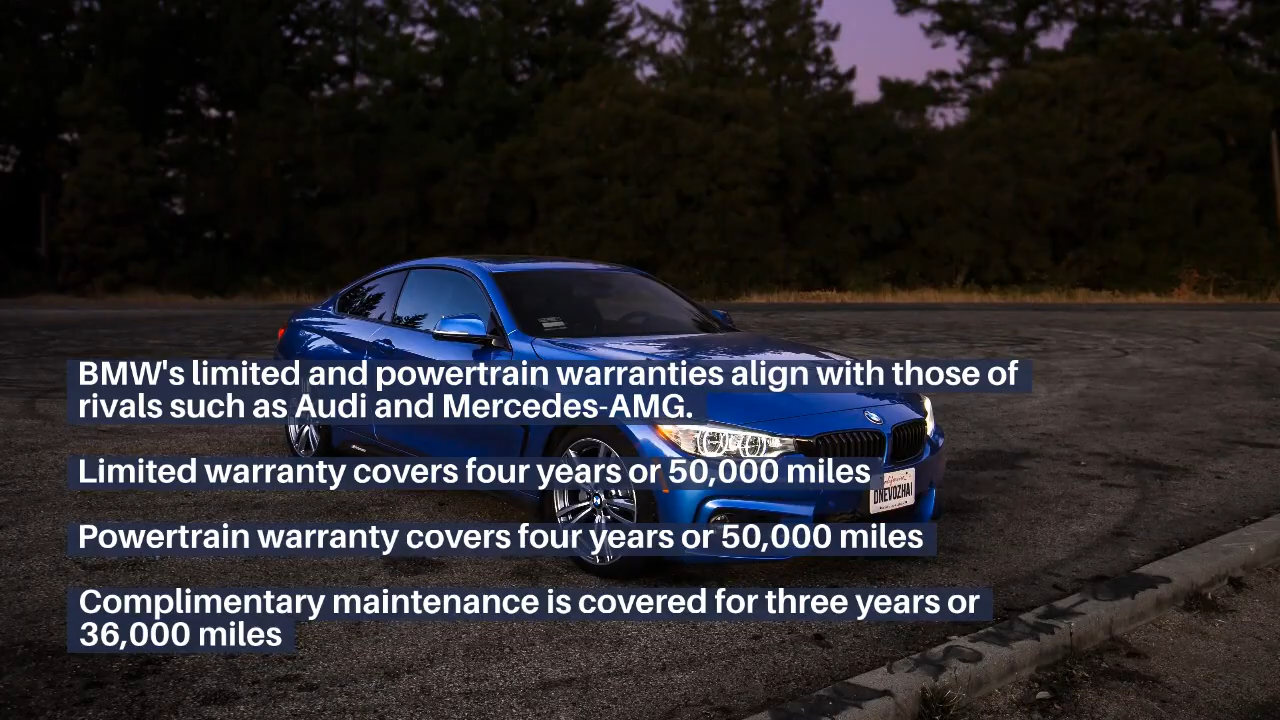 BMW's limited and powertrain warranties align with those of
rivals such as Audi and Mercedes-AMG.
Limited warranty covers four years or 50,000 miles
DREVOZHAI
Powertrain warranty covers four years or 50,000 miles
Complimentary maintenance is covered for three years or
36,000 miles